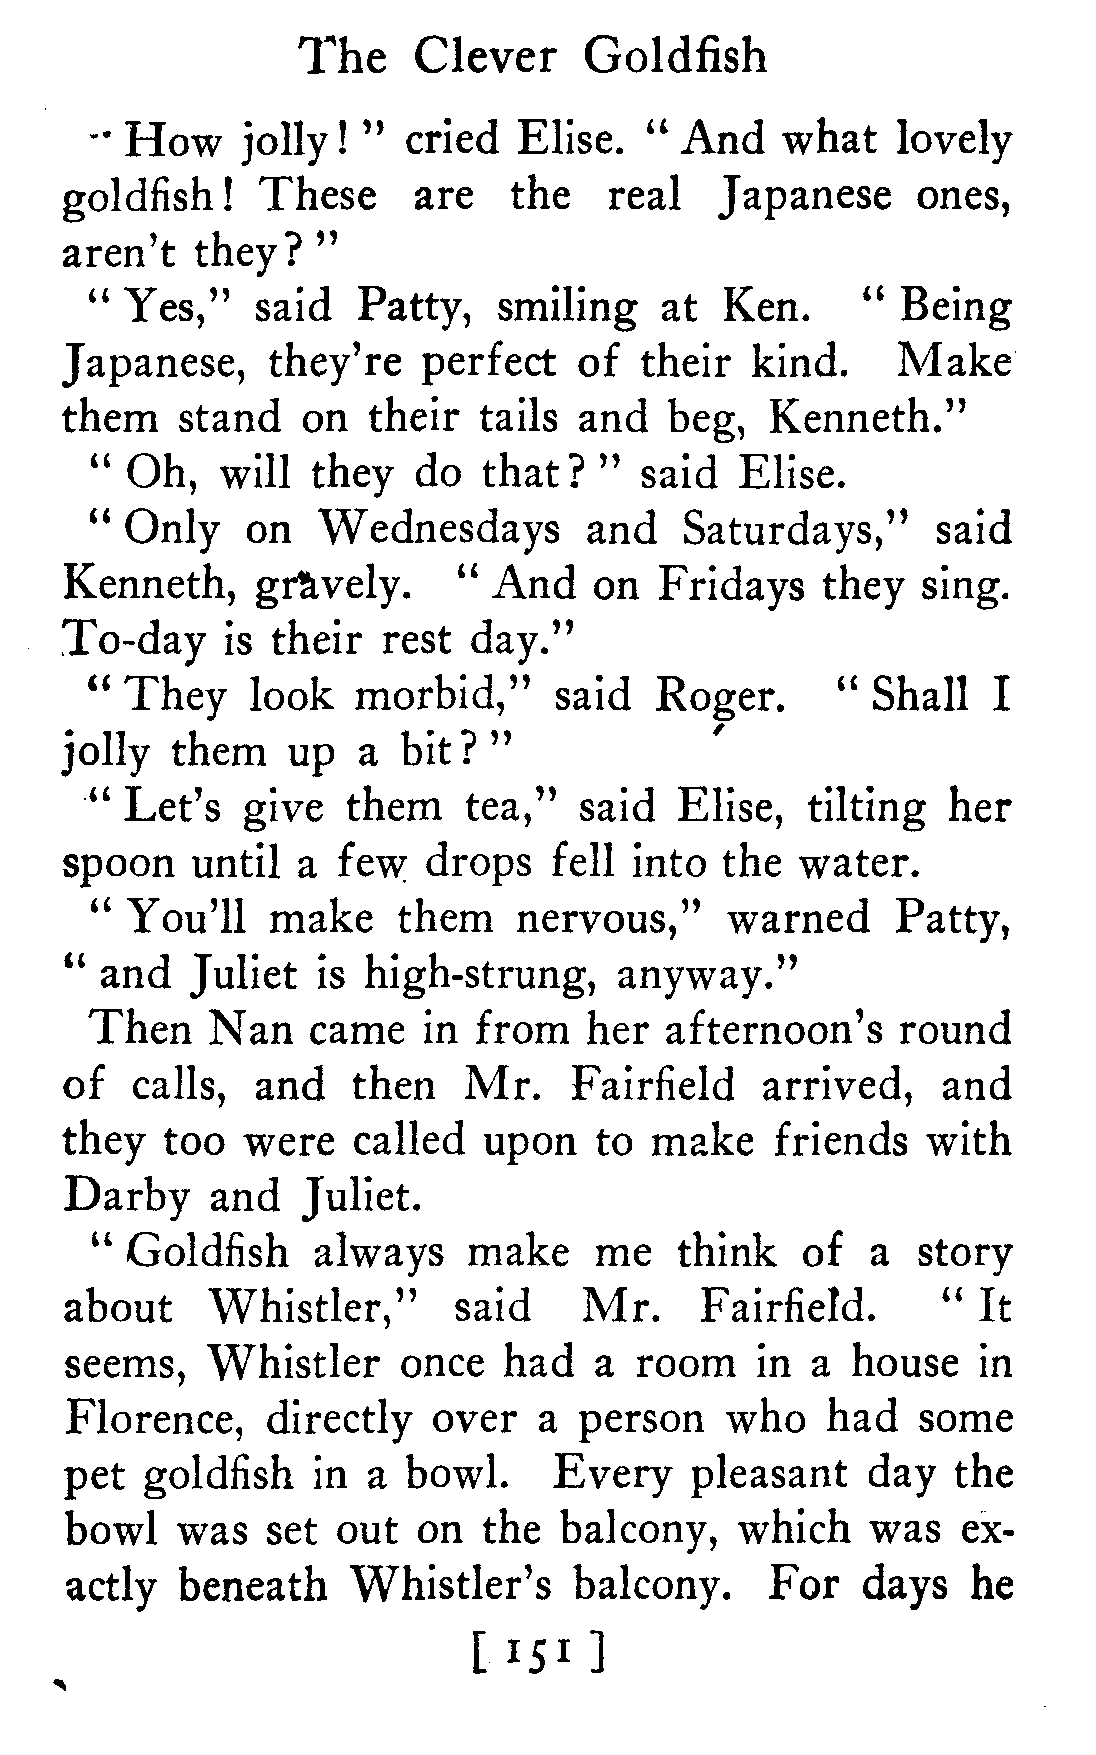 The Clever Goldfish
"How jolly!" cried Elise. "And what lovely
goldfish! These are the real Japanese ones,
aren't they?"
"Yes," said Patty, smiling at Ken. "Being
Japanese, they're perfect of their kind. Make
them stand on their tails and beg, Kenneth."
"Oh, will they do that?" said Elise.
"Only on Wednesdays and Saturdays," said
Kenneth, gravely. "And on Fridays they sing.
To-day is their rest day."
"They look morbid," said Roger. "Shall I
jolly them up a bit?"
"Let's give them tea," said Elise, tilting her
spoon until a few drops fell into the water.
"You'll make them nervous," warned Patty,
"and Juliet is high-strung, anyway."
Then Nan came in from her afternoon's round
of calls, and then Mr. Fairfield arrived, and
they too were called upon to make friends with
Darby and Juliet.
"Goldfish always make me think of a story
about Whistler," said Mr. Fairfield. "It
seems, Whistler once had a room in a house in
Florence, directly over a person who had some
pet goldfish in a bowl. Every pleasant day the
bowl was set out on the balcony, which was ex-
actly beneath Whistler's balcony. For days he
[ 151 ]